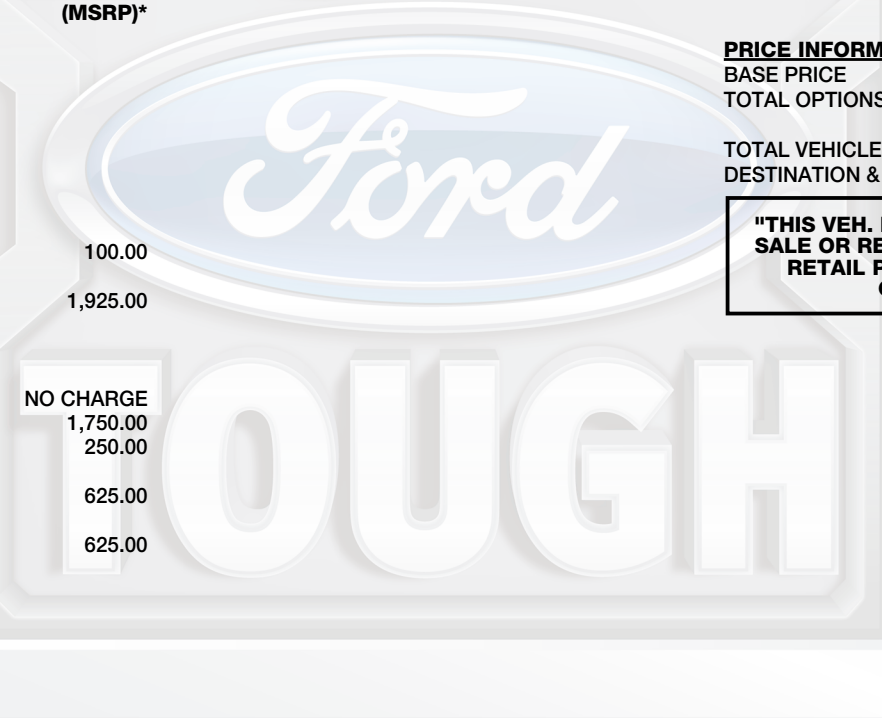 (MSRP)*
100.00
1,925.00
NO CHARGE
1,750.00
250.00
625.00
625.00
PRICE INFORM
BASE PRICE
TOTAL OPTIONS
TOTAL VEHICLE
DESTINATION &
"THIS VEH.
SALE OR RE
RETAIL P
Ford
TOUGH